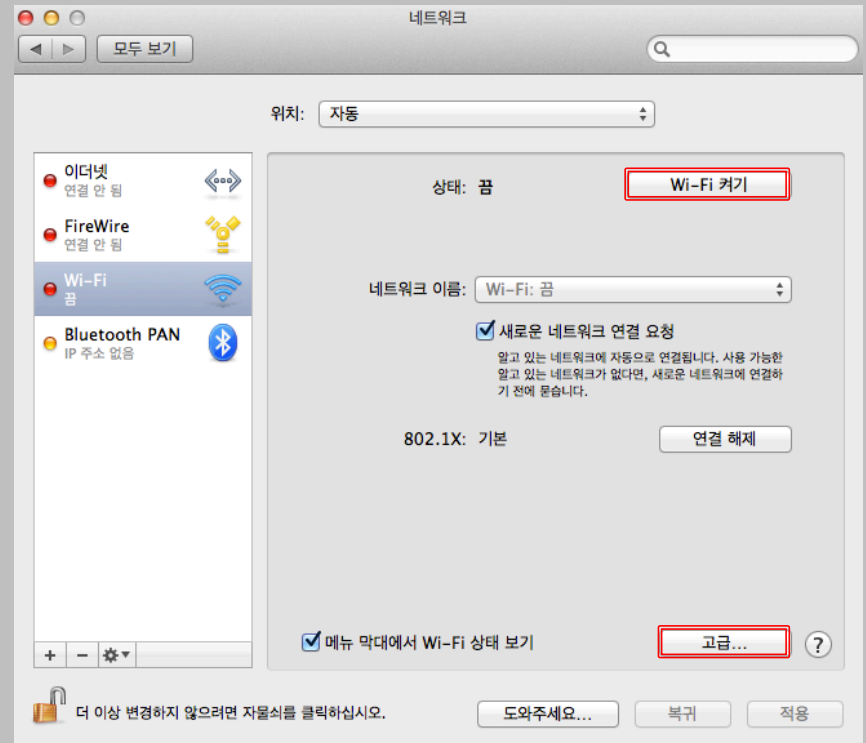 네트워크
모두 보기
위치: 자동
이더넷
연결 안 됨
FireWire
연결 안 됨
Wi-Fi
끔
Bluetooth PAN
IP 주소 없음
상태: 끔
Wi-Fi 켜기
네트워크 이름: Wi-Fi: 끔
새로운 네트워크 연결 요청
알고 있는 네트워크에 자동으로 연결됩니다. 사용 가능한
알고 있는 네트워크가 없다면, 새로운 네트워크에 연결하
기 전에 묻습니다.
802.1X: 기본
연결 해제
메뉴 막대에서 Wi-Fi 상태 보기
고급...
?
더 이상 변경하지 않으려면 자물쇠를 클릭하십시오.
도와주세요...
복귀
적용